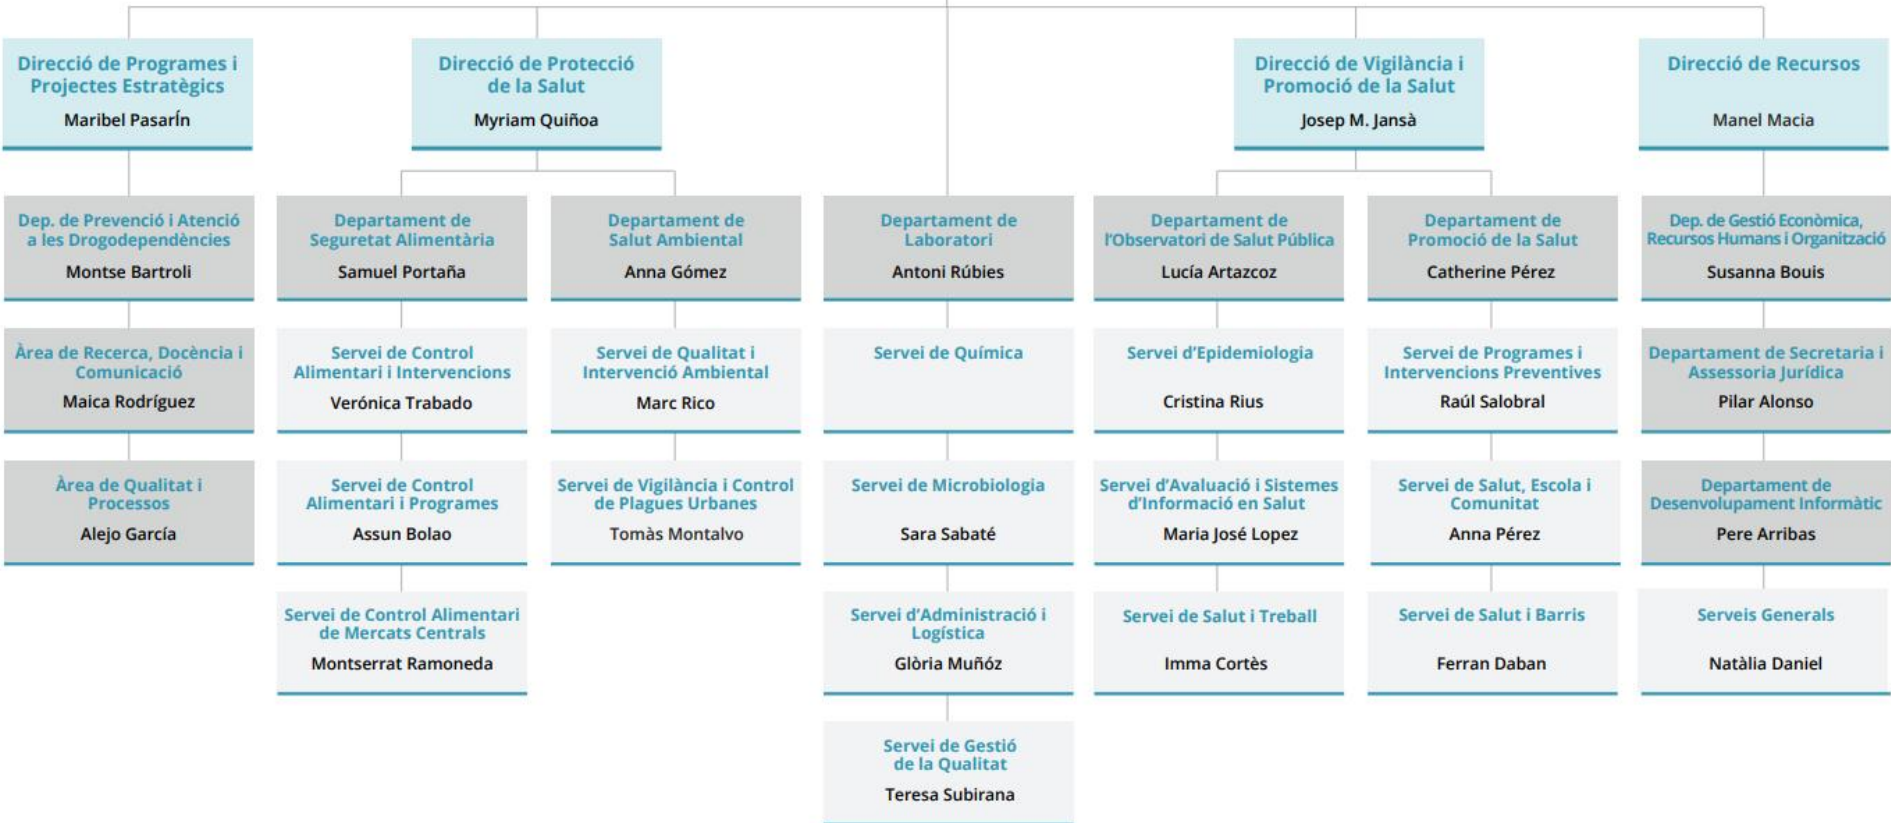 Direcció de Programes i
Projectes Estratègics
Maribel PasarÍn
Direcció de Protecció
de la Salut
Myriam Quiñoa
Direcció de Vigilància i
Promoció de la Salut
Josep M. Jansà
Direcció de Recursos
Manel Macia
Dep. de Prevenció i Atenció
a les Drogodependències
Montse Bartroli
Departament de
Seguretat Alimentària
Samuel Portaña
Departament de
Salut Ambiental
Anna Gómez
Departament de
Laboratori
Antoni Rúbies
Departament de
l'Observatori de Salut Pública
Lucía Artazcoz
Departament de
Promoció de la Salut
Catherine Pérez
Dep. de Gestió Econòmica,
Recursos Humans i Organització
Susanna Bouis
Àrea de Recerca, Docència i
Comunicació
Maica Rodríguez
Servei de Control
Alimentari i Intervencions
Verónica Trabado
Servei de Qualitat i
Intervenció Ambiental
Marc Rico
Servei de Química
Servei d'Epidemiologia
Cristina Rius
Servei de Programes i
Intervencions Preventives
Raúl Salobral
Departament de Secretaria i
Assessoria Jurídica
Pilar Alonso
Àrea de Qualitat i
Processos
Alejo García
Servei de Control
Alimentari i Programes
Assun Bolao
Servei de Vigilància i Control
de Plagues Urbanes
Tomàs Montalvo
Servei de Microbiologia
Sara Sabaté
Servei d'Avaluació i Sistemes
d'Informació en Salut
Maria José Lopez
Servei de Salut, Escola i
Comunitat
Anna Pérez
Departament de
Desenvolupament Informàtic
Pere Arribas
Servei de Control Alimentari
de Mercats Centrals
Montserrat Ramoneda
Servei d'Administració i
Logística
Glòria Muñóz
Servei de Salut i Treball
Imma Cortès
Servei de Salut i Barris
Ferran Daban
Serveis Generals
Natàlia Daniel
Servei de Gestió
de la Qualitat
Teresa Subirana